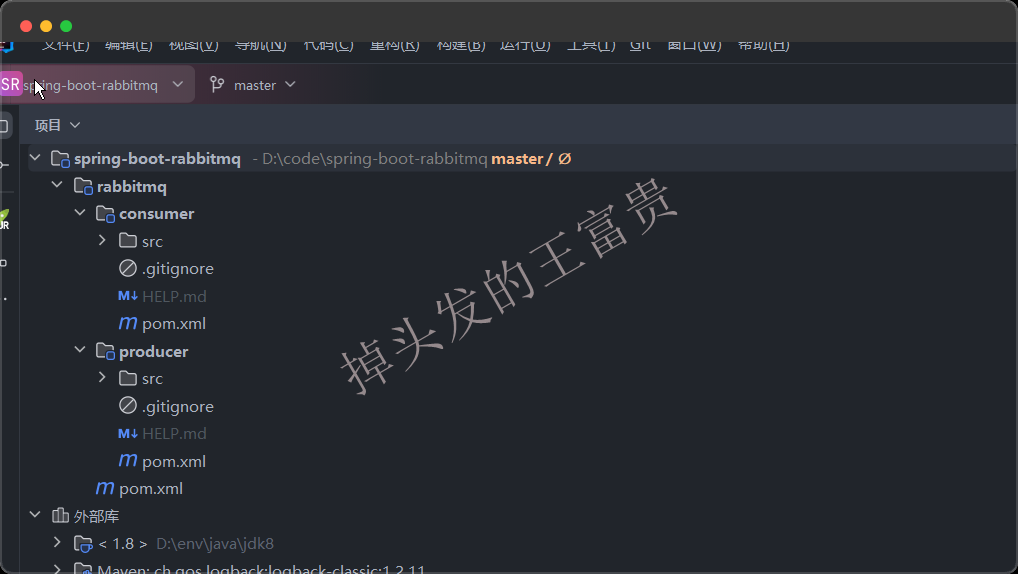 文件(F) 编辑(E) 视图(V) 导航(N) 代码(C) 重构(R) 构建(B) 运行(U) 工具(T) Git 窗口(W) 帮助(H)
SR spring-boot-rabbitmq master
项目
spring-boot-rabbitmq - D:\code\spring-boot-rabbitmq master / Ø
rabbitmq
consumer
src
.gitignore
M↓ HELP.md
m pom.xml
producer
src
.gitignore
M↓ HELP.md
m pom.xml
m pom.xml
外部库
< 1.8 > D:\env\java\jdk8
Maven: ch.qos.logback:logback-classic:1.2.11
掉头发的王富贵